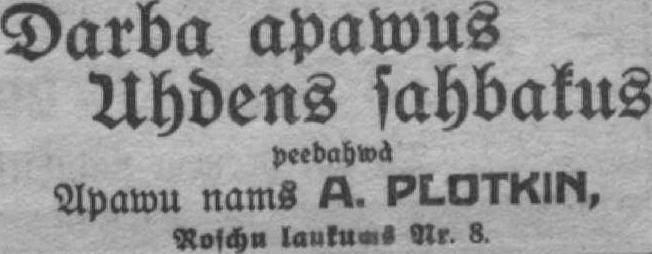 Darba apawus
Uhdens ſahbakus
peedahwà
Apawu nams A. PLOTKIN,
Roſchu laukums Nr. 8.